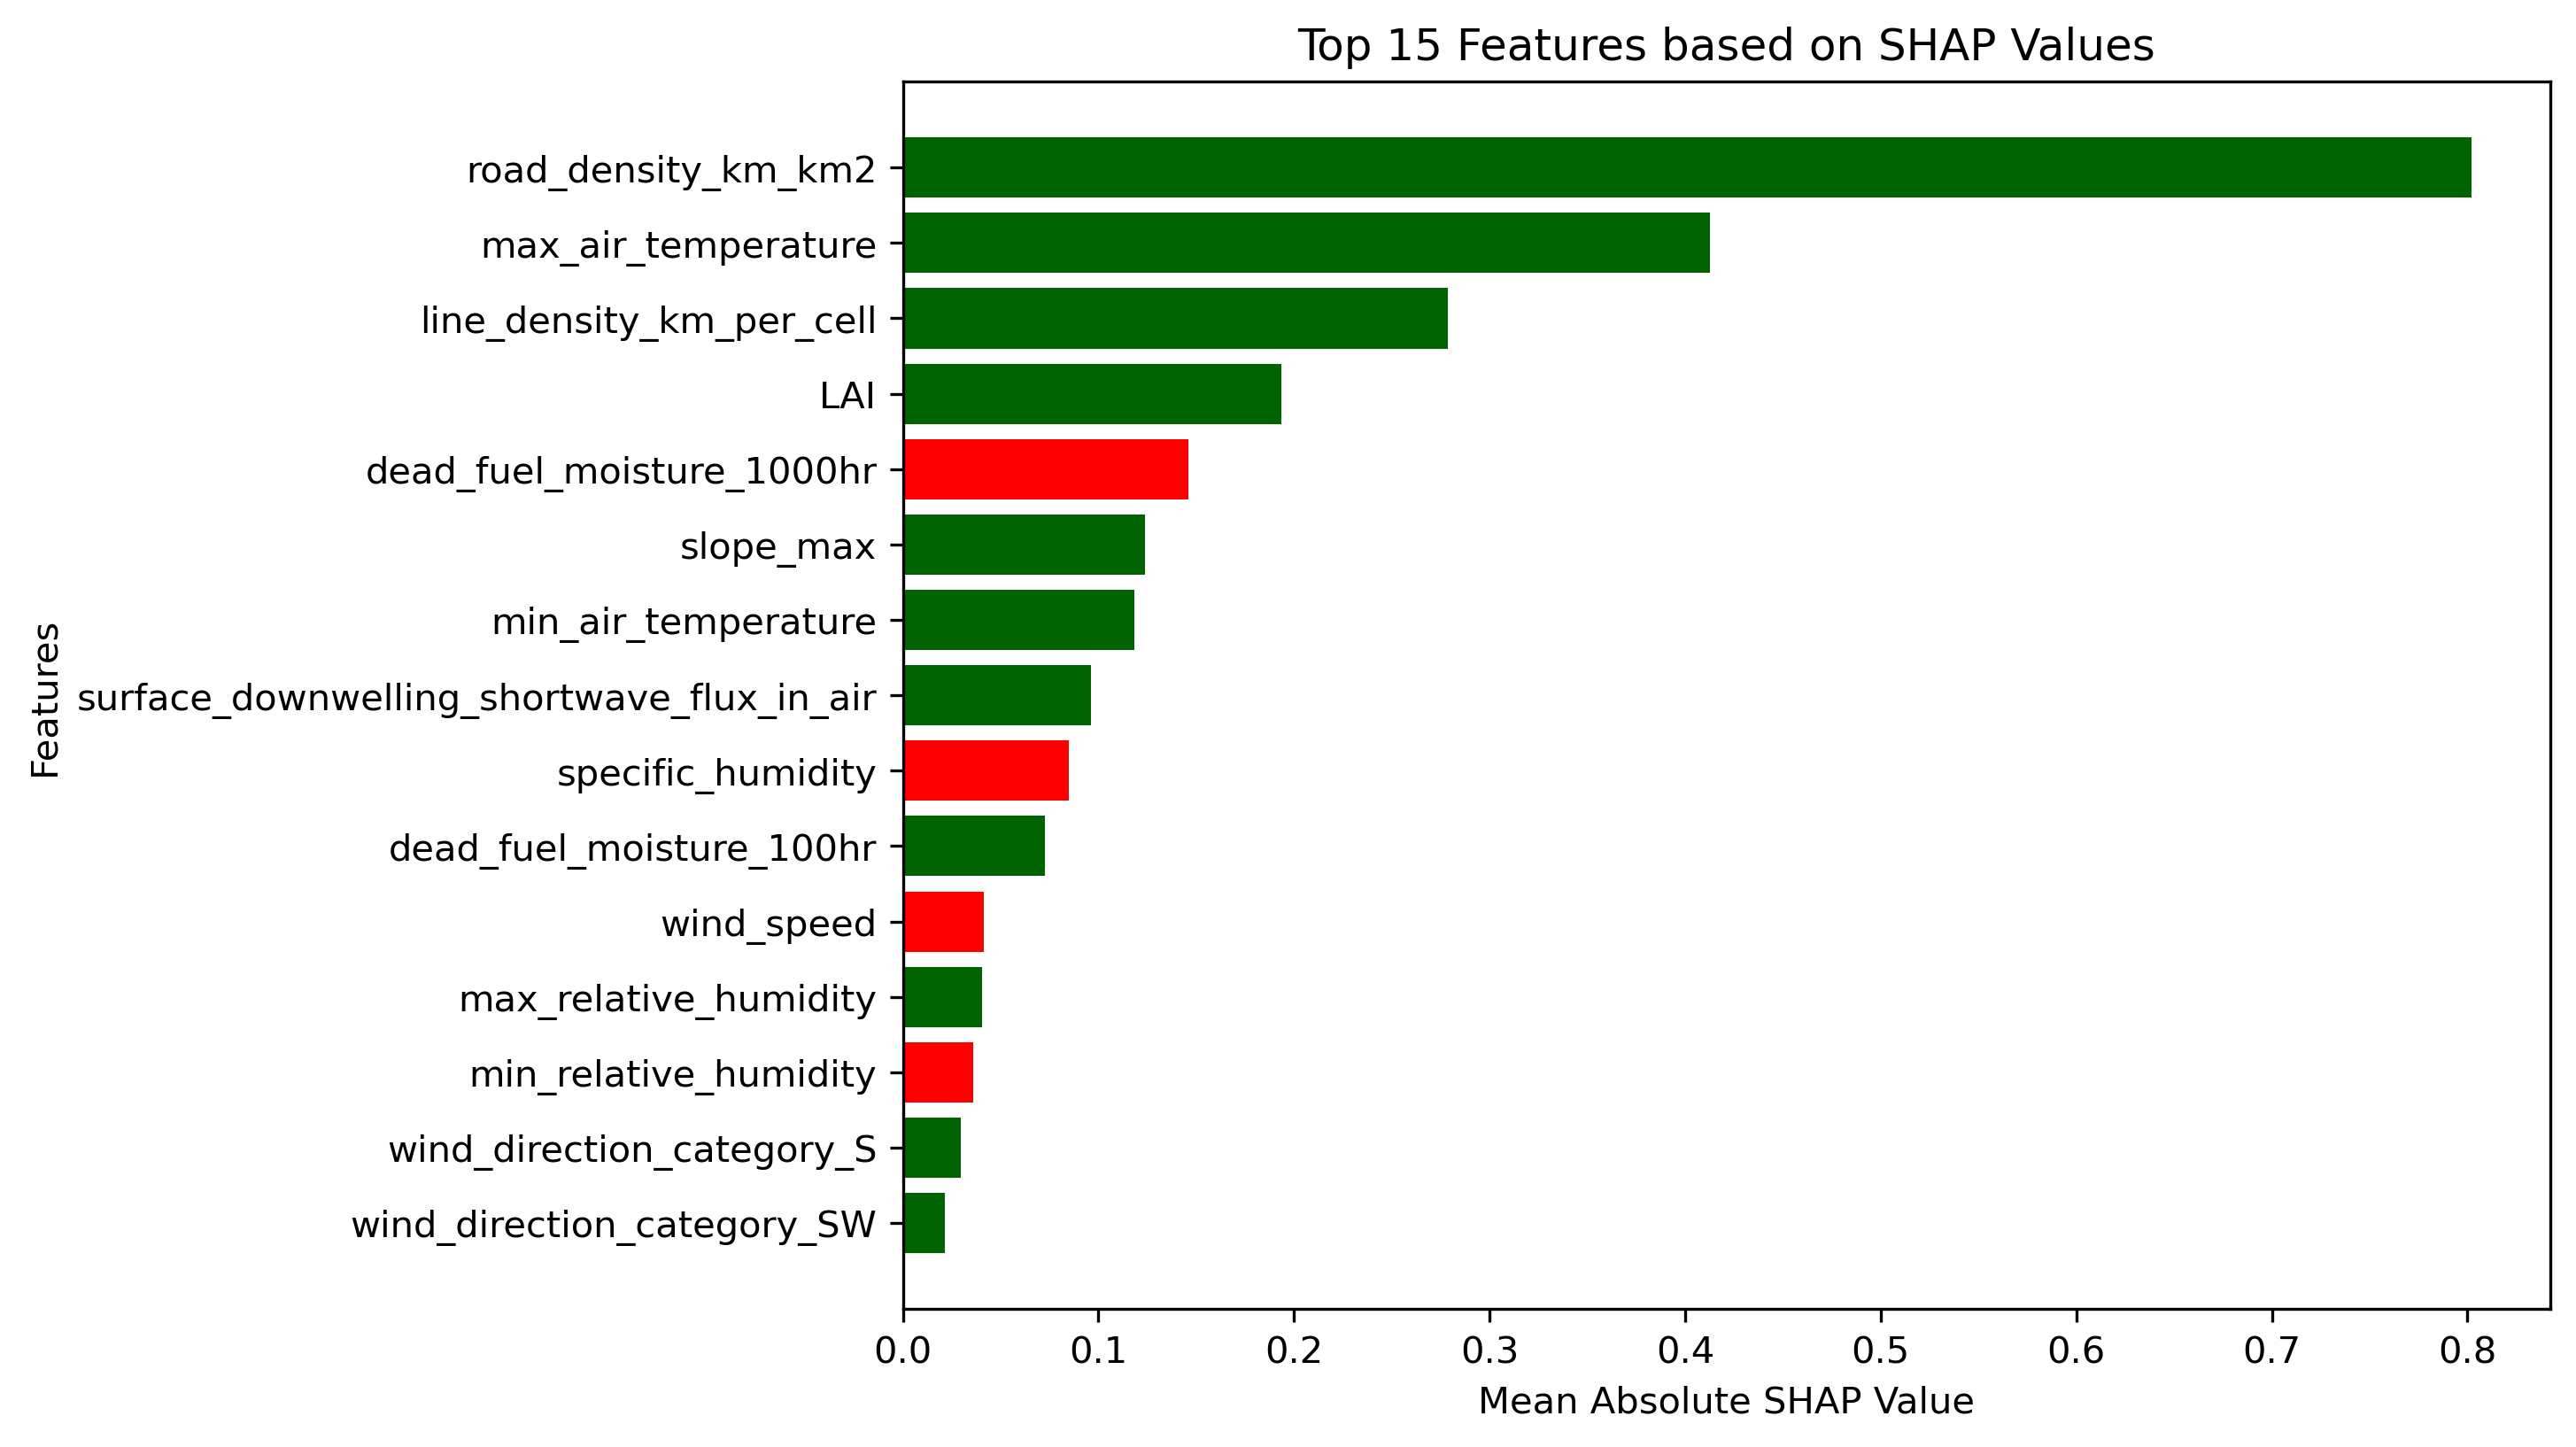 Top 15 Features based on SHAP Values
Features
road_density_km_km2
max_air_temperature
line_density_km_per_cell
LAI
dead_fuel_moisture_1000hr
slope_max
min_air_temperature
surface_downwelling_shortwave_flux_in_air
specific_humidity
dead_fuel_moisture_100hr
wind_speed
max_relative_humidity
min_relative_humidity
wind_direction_category_S
wind_direction_category_SW
0.0 0.1 0.2 0.3 0.4 0.5 0.6 0.7 0.8
Mean Absolute SHAP Value